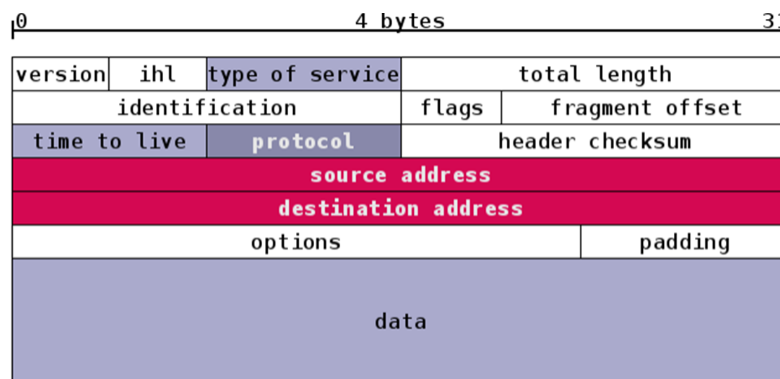 0 4 bytes 31
version ihl type of service total length
identification flags fragment offset
time to live protocol header checksum
source address
destination address
options padding
data